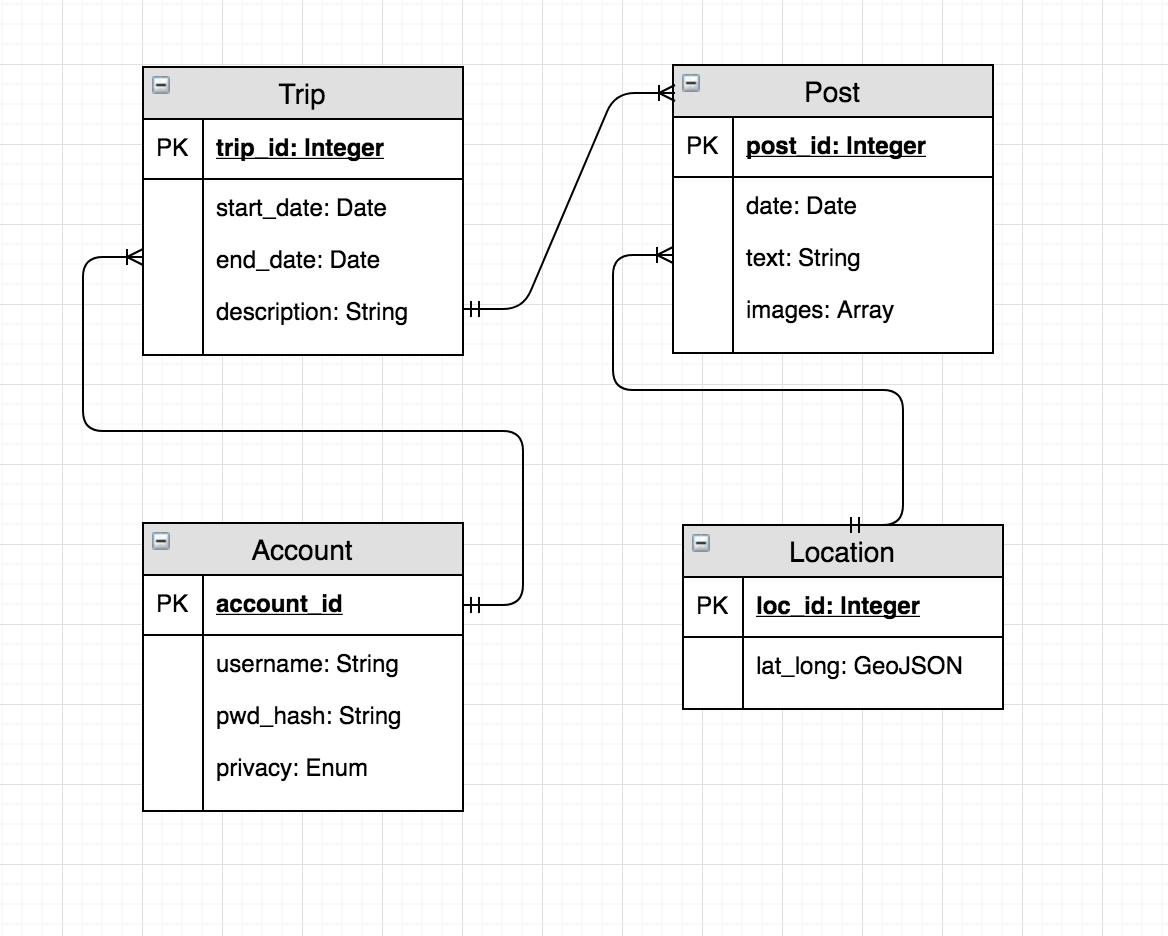 Trip
PK trip_id: Integer
start_date: Date
end_date: Date
description: String
Post
PK post_id: Integer
date: Date
text: String
images: Array
Account
PK account_id
username: String
pwd_hash: String
privacy: Enum
Location
PK loc_id: Integer
lat_long: GeoJSON